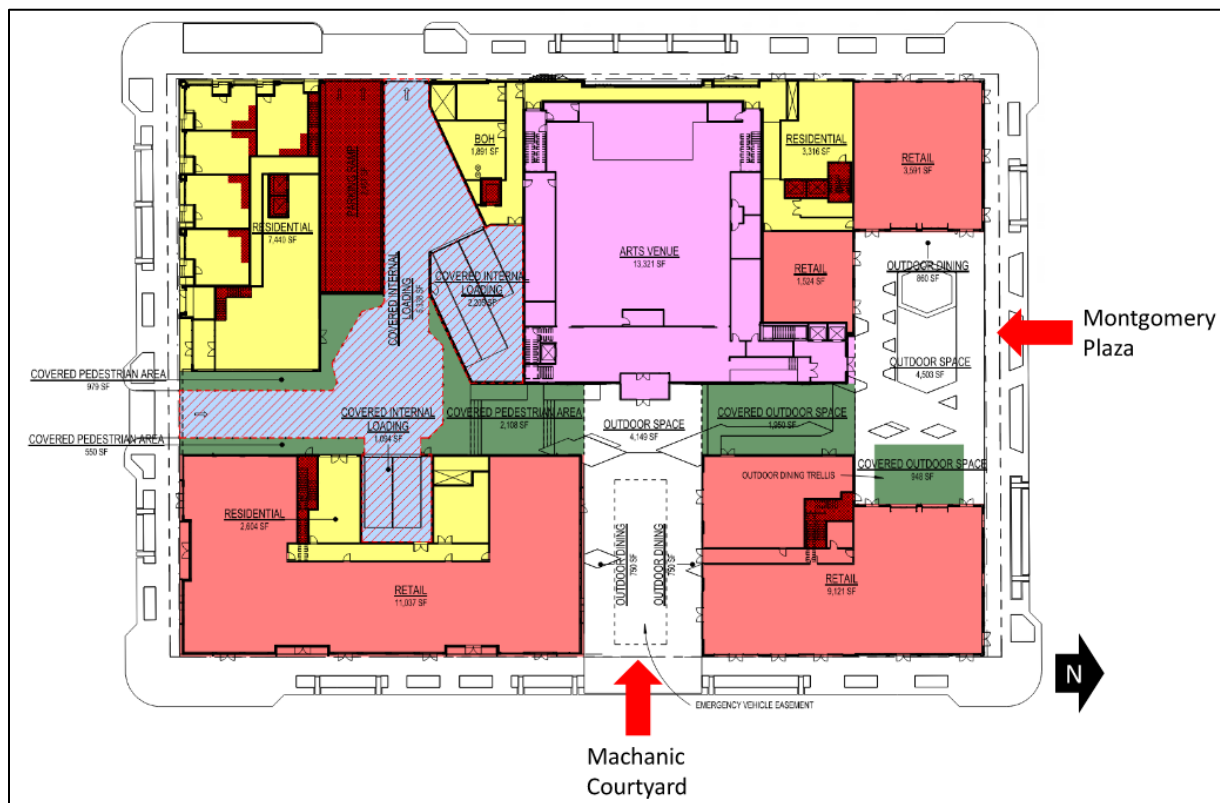 BOH
1,891 SF
RESIDENTIAL
3,316 SF
RETAIL
3,591 SF
PARKING RAMP
RESIDENTIAL
7,440 SF
COVERED INTERNAL
LOADING
COVERED INTERNAL
LOADING
2,205 SF
ARTS VENUE
13,321 SF
RETAIL
1,524 SF
OUTDOOR DINING
860 SF
Montgomery
Plaza
OUTDOOR SPACE
4,503 SF
COVERED PEDESTRIAN AREA
979 SF
COVERED PEDESTRIAN AREA
550 SF
COVERED INTERNAL
LOADING
1,094 SF
COVERED PEDESTRIAN AREA
2,108 SF
OUTDOOR SPACE
4,149 SF
COVERED OUTDOOR SPACE
1,950 SF
COVERED OUTDOOR SPACE
948 SF
OUTDOOR DINING TRELLIS
RESIDENTIAL
2,604 SF
OUTDOOR DINING
750 SF
OUTDOOR DINING
750 SF
RETAIL
11,037 SF
RETAIL
9,121 SF
N
EMERGENCY VEHICLE EASEMENT
Machanic
Courtyard